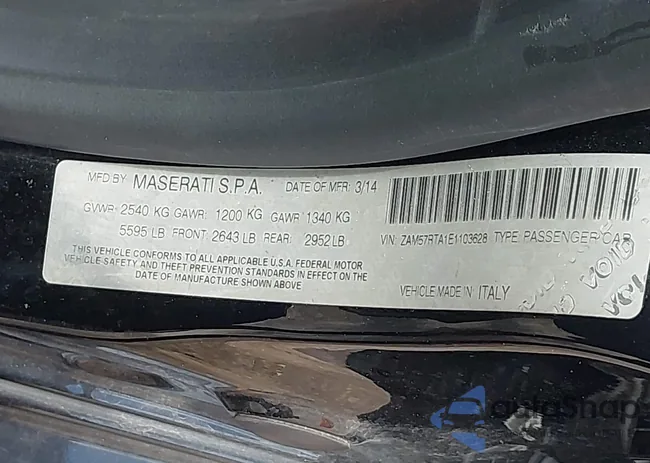 MFD BY MASERATI S.P.A. DATE OF MFR: 3/14
GVWR: 2540 KG GAWR: 1200 KG GAWR 1340 KG
5595 LB FRONT: 2643 LB REAR: 2952 LB
THIS VEHICLE CONFORMS TO ALL APPLICABLE U.S.A. FEDERAL MOTOR
VEHICLE SAFETY AND THEFT PREVENTION STANDARDS IN EFFECT ON THE
DATE OF MANUFACTURE SHOWN ABOVE
VIN: ZAM57RTA1E1103628 TYPE: PASSENGER CAR
VEHICLE MADE IN: ITALY
VOID
VOID
autoSnap